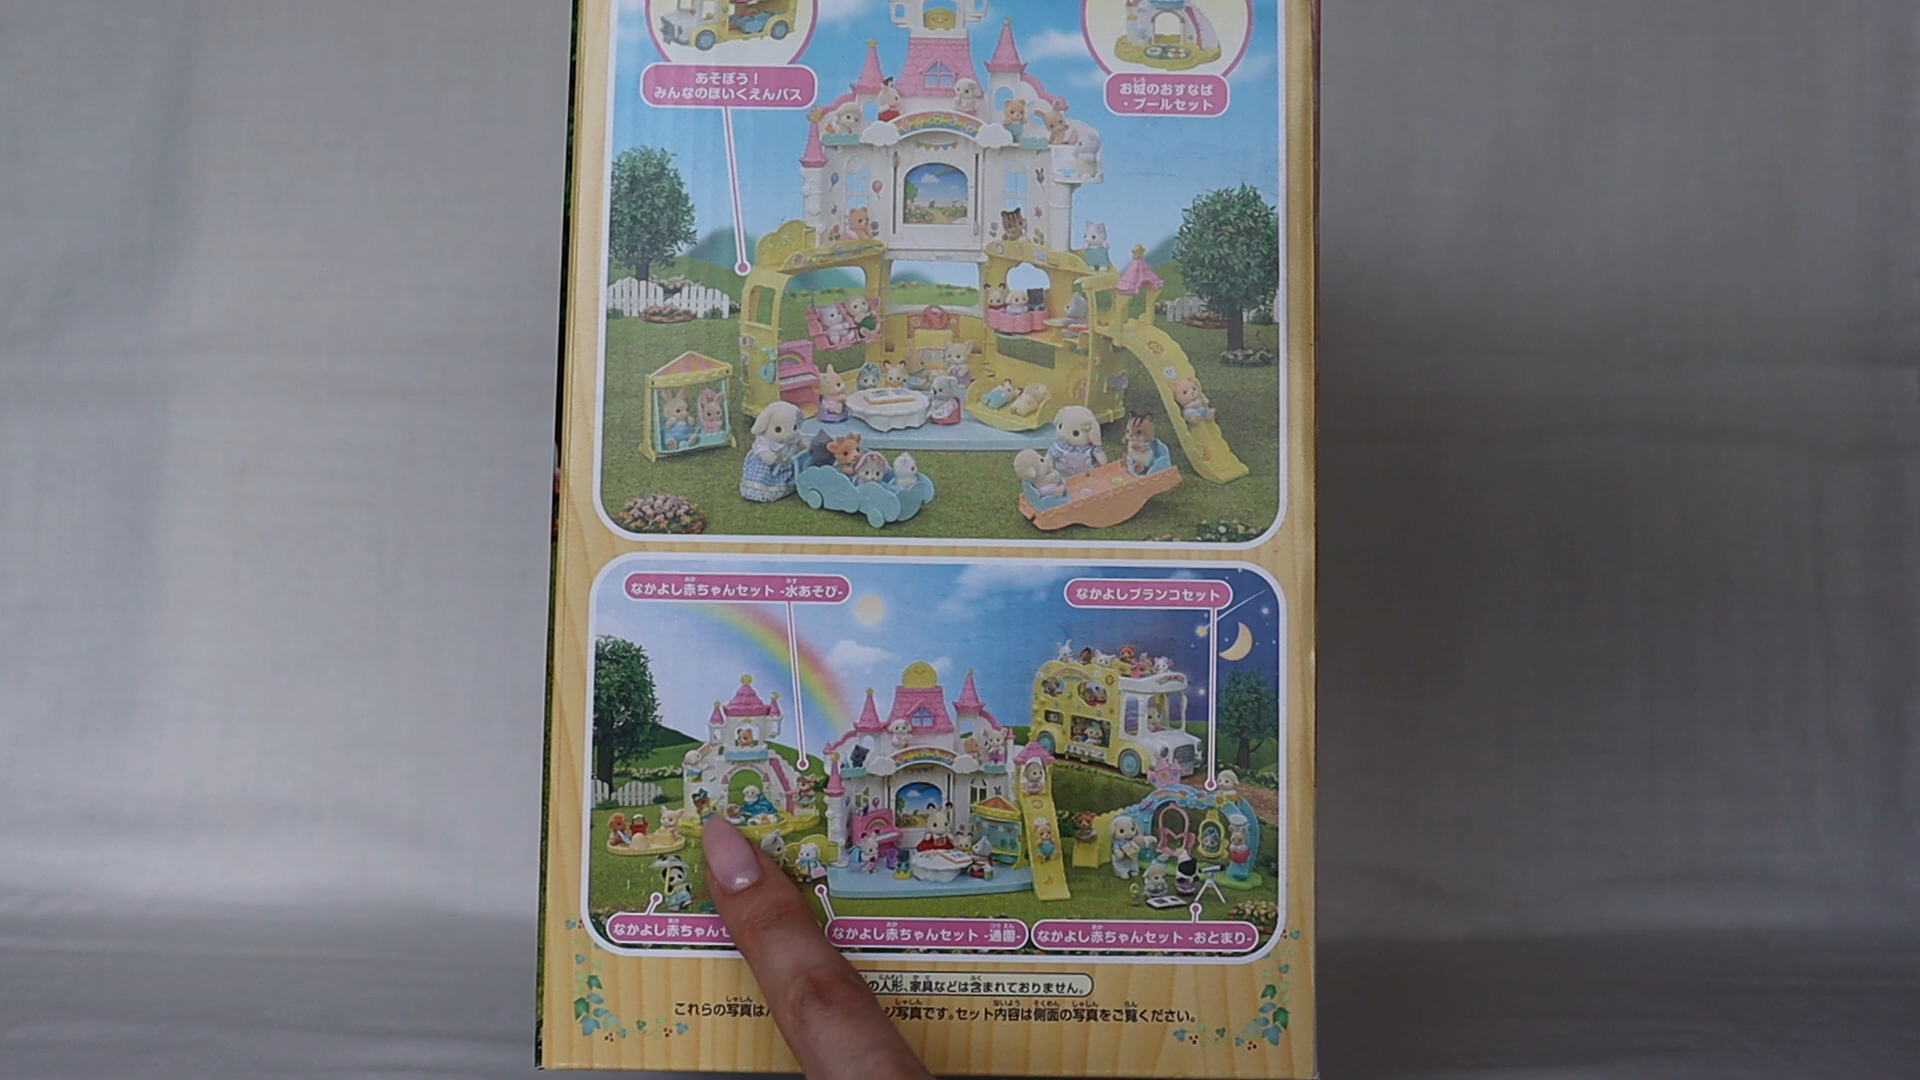 あそぼう!
みんなのほいくえんバス
お城のおすなば
・プールセット
なかよし赤ちゃんセット -水あそび-
なかよしブランコセット
なかよし赤ちゃんセ
なかよし赤ちゃんセット -通園-
なかよし赤ちゃんセット -おとまり-
の人形、家具などは含まれておりません。
これらの写真は
ジ写真です。セット内容は側面の写真をご覧ください。